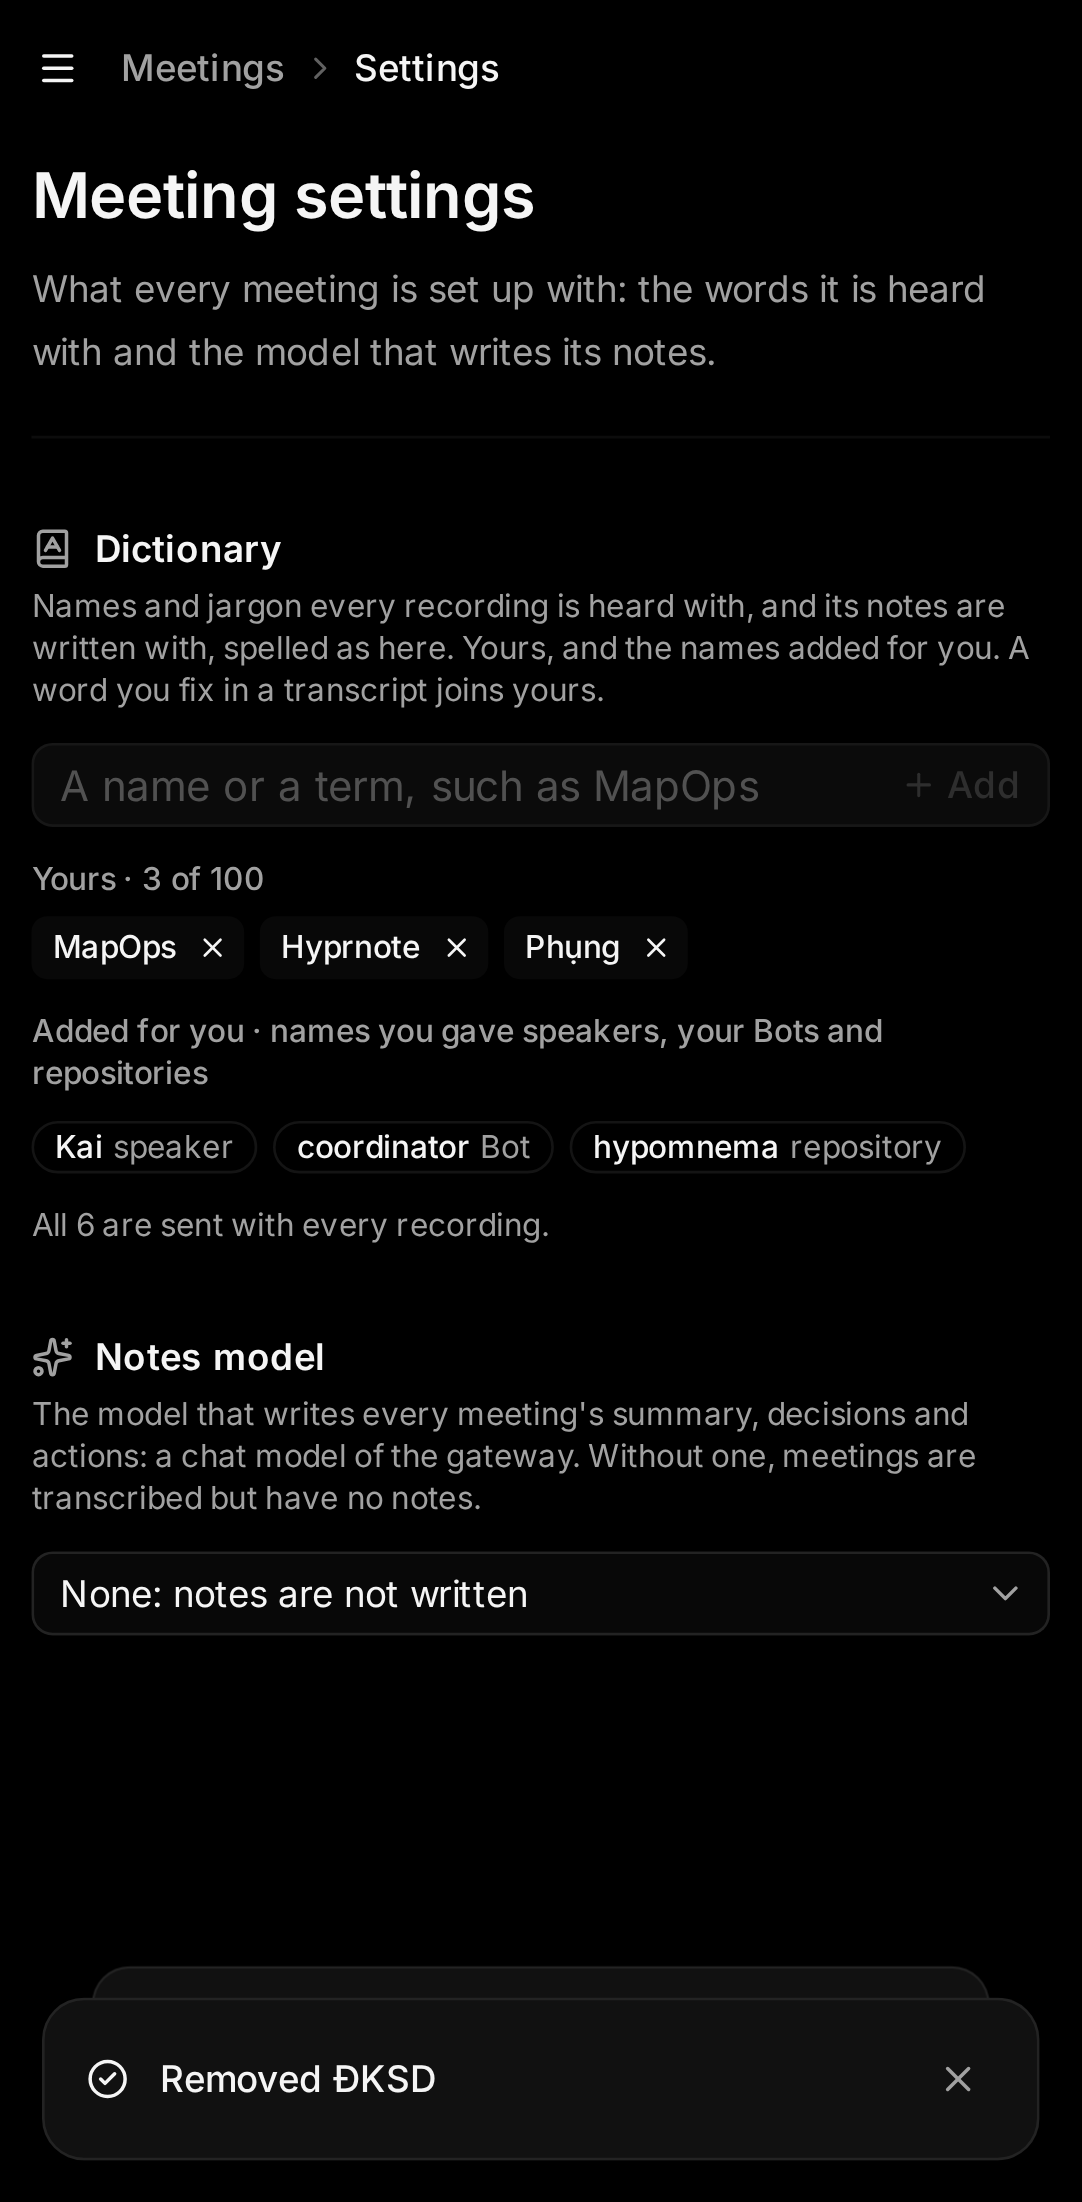 Meetings > Settings
Meeting settings
What every meeting is set up with: the words it is heard
with and the model that writes its notes.
Dictionary
Names and jargon every recording is heard with, and its notes are
written with, spelled as here. Yours, and the names added for you. A
word you fix in a transcript joins yours.
A name or a term, such as MapOps + Add
Yours · 3 of 100
MapOps × Hyprnote × Phụng ×
Added for you · names you gave speakers, your Bots and
repositories
Kai speaker coordinator Bot hypomnema repository
All 6 are sent with every recording.
Notes model
The model that writes every meeting's summary, decisions and
actions: a chat model of the gateway. Without one, meetings are
transcribed but have no notes.
None: notes are not written
Removed ĐKSD